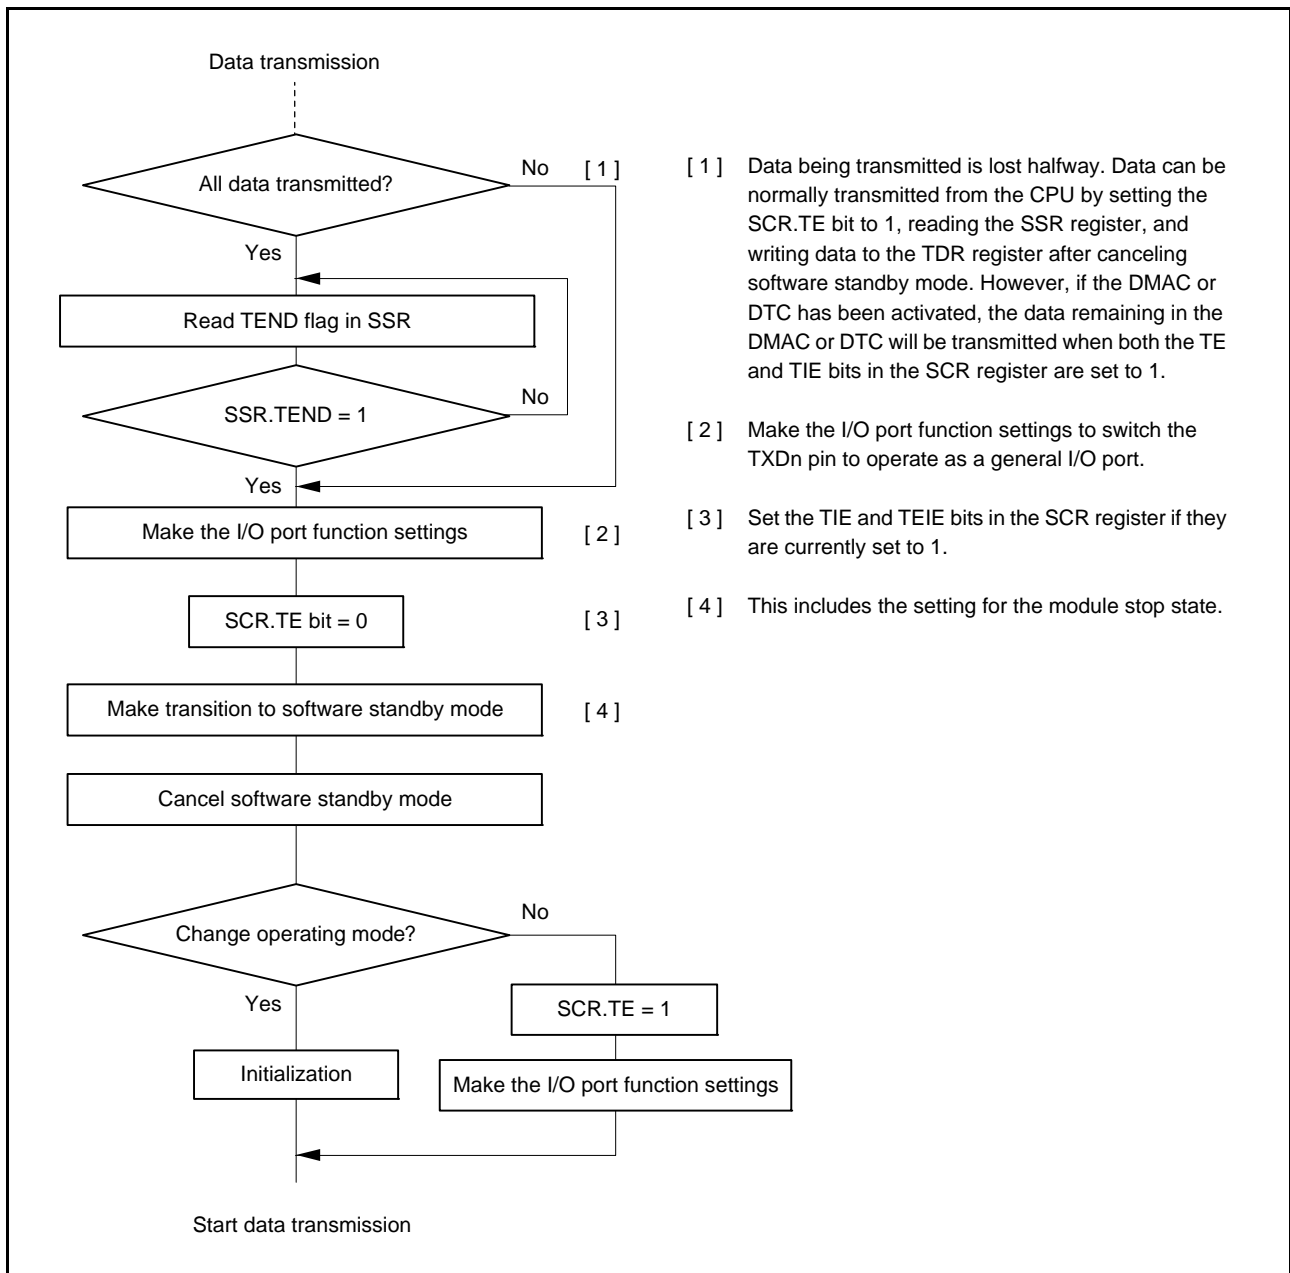 Data transmission
All data transmitted?
No
[ 1 ]
Yes
Read TEND flag in SSR
SSR.TEND = 1
No
Yes
Make the I/O port function settings
[ 2 ]
SCR.TE bit = 0
[ 3 ]
Make transition to software standby mode
[ 4 ]
Cancel software standby mode
Change operating mode?
No
Yes
SCR.TE = 1
Initialization
Make the I/O port function settings
Start data transmission
[ 1 ] Data being transmitted is lost halfway. Data can be
normally transmitted from the CPU by setting the
SCR.TE bit to 1, reading the SSR register, and
writing data to the TDR register after canceling
software standby mode. However, if the DMAC or
DTC has been activated, the data remaining in the
DMAC or DTC will be transmitted when both the TE
and TIE bits in the SCR register are set to 1.
[ 2 ] Make the I/O port function settings to switch the
TXDn pin to operate as a general I/O port.
[ 3 ] Set the TIE and TEIE bits in the SCR register if they
are currently set to 1.
[ 4 ] This includes the setting for the module stop state.